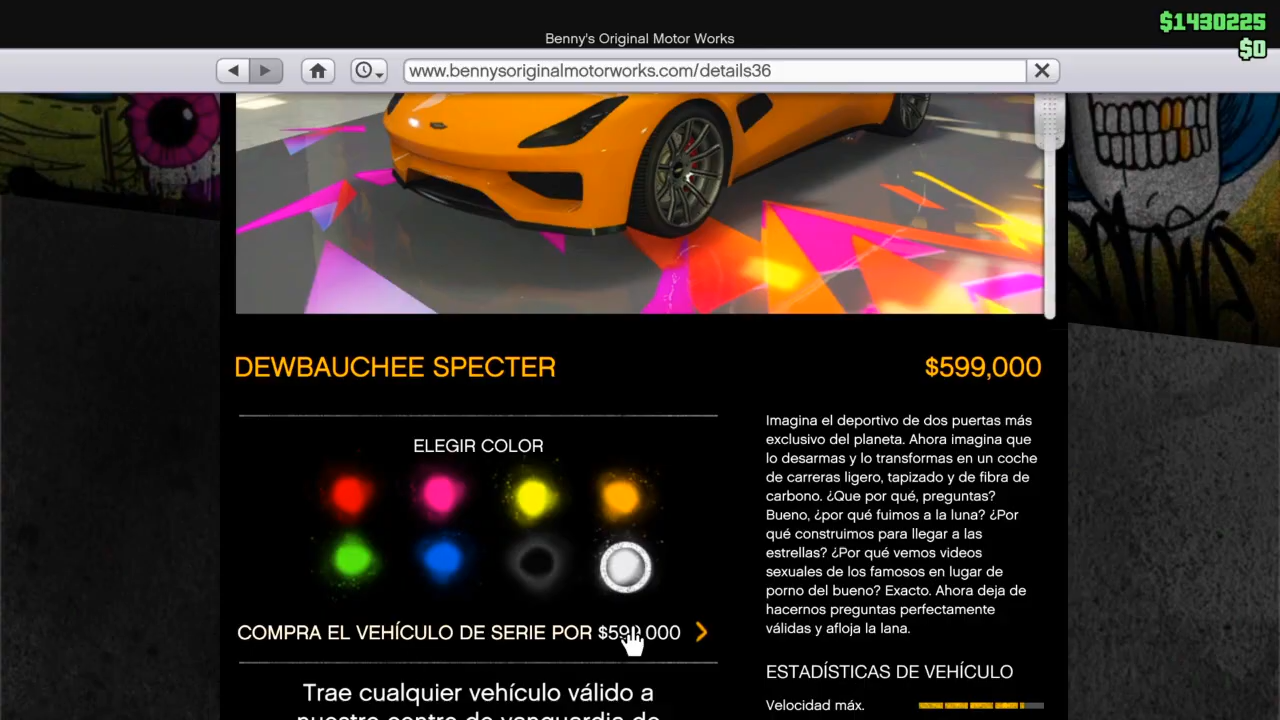 $1430225
Benny's Original Motor Works
$0
www.bennysoriginalmotorworks.com/details36
DEWBAUCHEE SPECTER
$599,000
ELEGIR COLOR
COMPRA EL VEHÍCULO DE SERIE POR $599,000
Trae cualquier vehículo válido a
nuestro centro de vanguardia de
Imagina el deportivo de dos puertas más
exclusivo del planeta. Ahora imagina que
lo desarmas y lo transformas en un coche
de carreras ligero, tapizado y de fibra de
carbono. ¿Que por qué, preguntas?
Bueno, ¿por qué fuimos a la luna? ¿Por
qué construimos para llegar a las
estrellas? ¿Por qué vemos videos
sexuales de los famosos en lugar de
porno del bueno? Exacto. Ahora deja de
hacernos preguntas perfectamente
válidas y afloja la lana.
ESTADÍSTICAS DE VEHÍCULO
Velocidad máx.